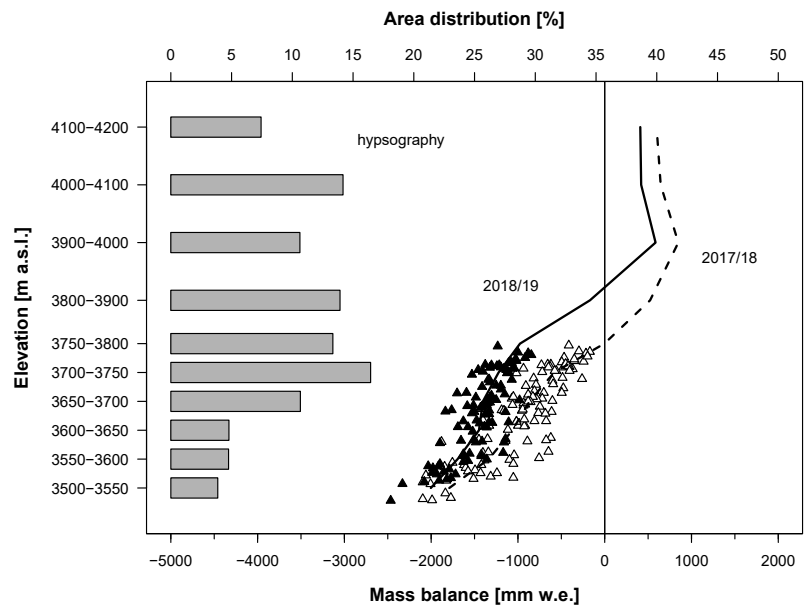 Area distribution [%]
0 5 10 15 20 25 30 35 40 42 45 50
4100−4200
hypsography
4000−4100
3900−4000
2017/18
2018/19
3800−3900
3750−3800
3700−3750
3650−3700
3600−3650
3550−3600
3500−3550
Elevation [m a.s.l.]
−5000 −4000 −3000 −2000 −1000 0 1000 2000
Mass balance [mm w.e.]